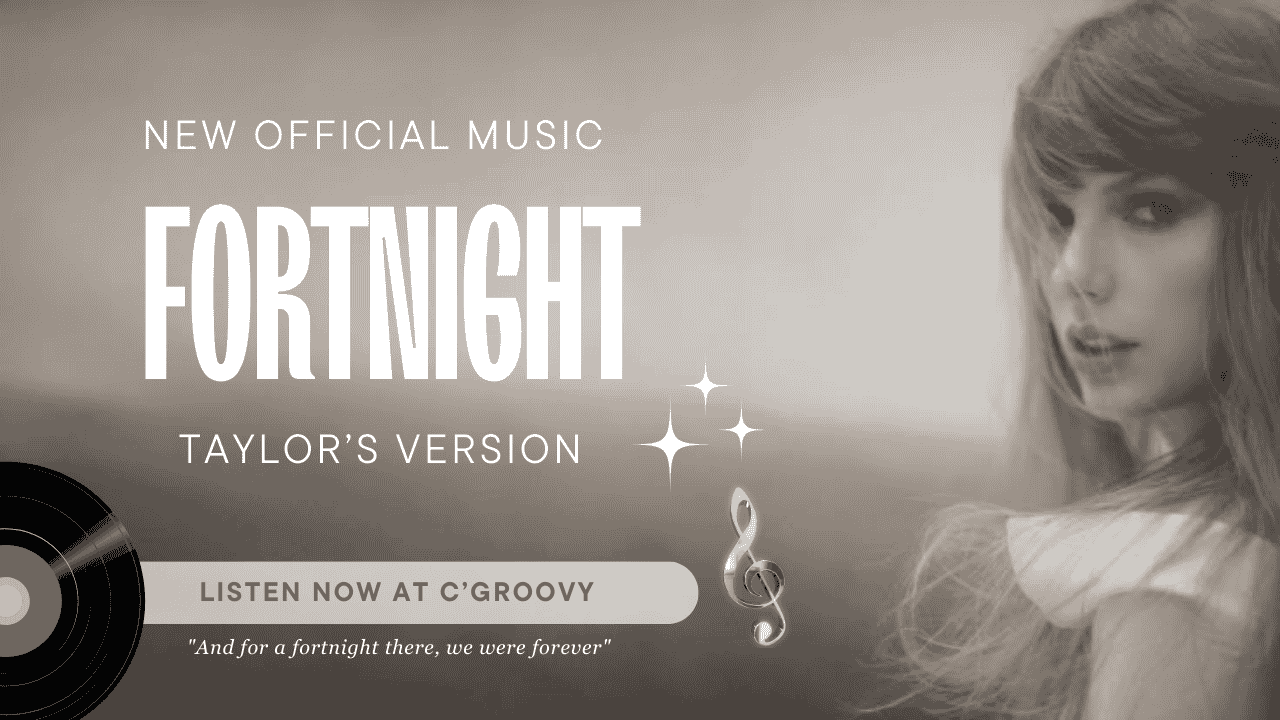 NEW OFFICIAL MUSIC
FORTNIGHT
TAYLOR’S VERSION
LISTEN NOW AT C’GROOVY
"And for a fortnight there, we were forever"